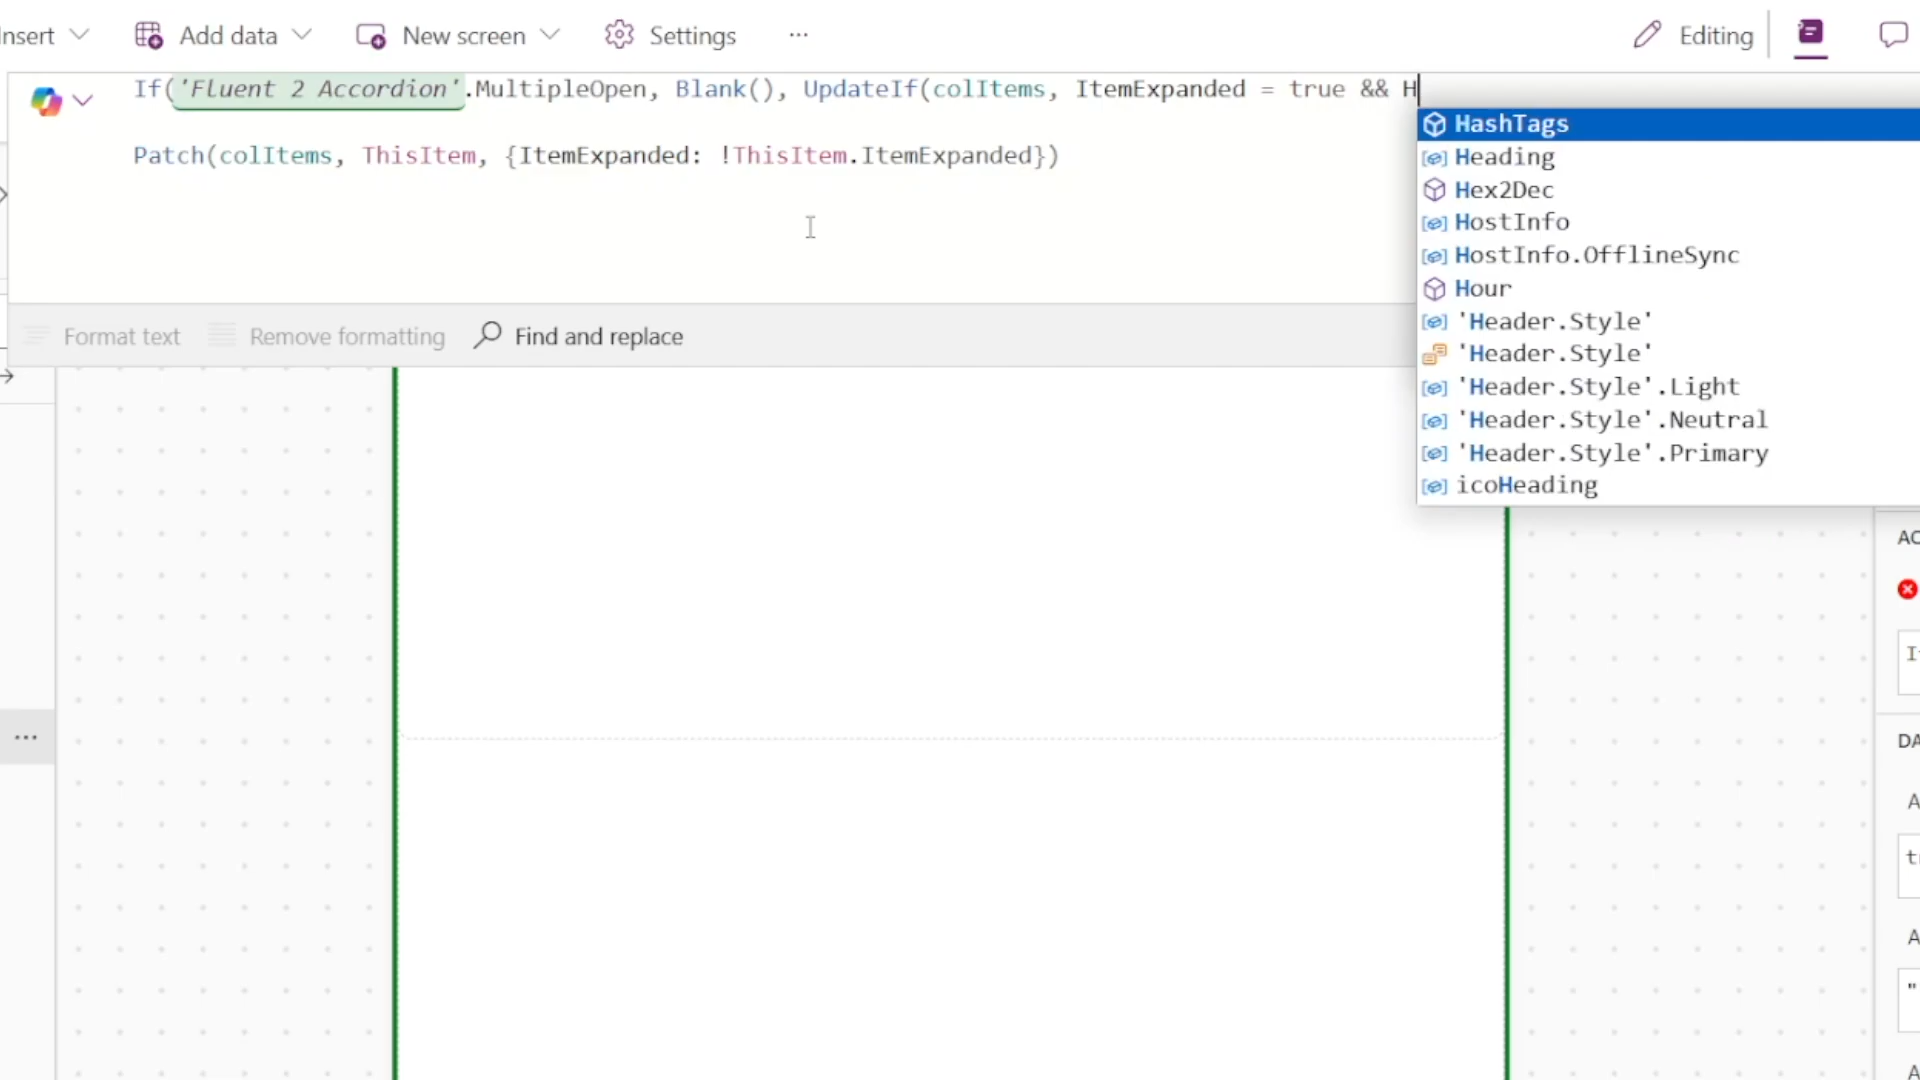 Insert
Add data
New screen
Settings
...
Editing
If('Fluent 2 Accordion'.MultipleOpen, Blank(), UpdateIf(colItems, ItemExpanded = true && H
Patch(colItems, ThisItem, {ItemExpanded: !ThisItem.ItemExpanded})
HashTags
Heading
Hex2Dec
HostInfo
HostInfo.OfflineSync
Hour
'Header.Style'
'Header.Style'
'Header.Style'.Light
'Header.Style'.Neutral
'Header.Style'.Primary
icoHeading
Format text
Remove formatting
Find and replace
AC
DA
A
A
"
A